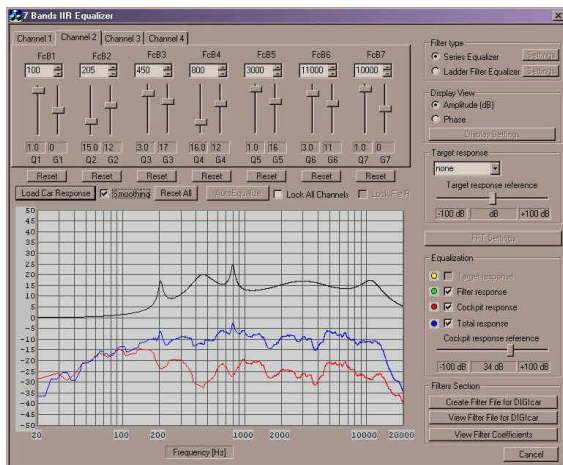 7 Bands IIR Equalizer
Channel 1 Channel 2 Channel 3 Channel 4
FcB1 FcB2 FcB3 FcB4 FcB5 FcB6 FcB7
100 205 450 800 3000 11000 10000
1.0 0 15.0 12 3.0 17 16.0 12 1.0 16 3.0 11 1.0 0
Q1 G1 Q2 G2 Q3 G3 Q4 G4 Q5 G5 Q6 G6 Q7 G7
Reset Reset Reset Reset Reset Reset Reset
Load Car Response Smoothing Reset All AutoEqualize Lock All Channels
50
45
40
35
30
25
20
15
10
5
0
-5
-10
-15
-20
-25
-30
-35
-40
-45
-50
20 100 200 1000 2000 10000 20000
Frequency [Hz]
Filter type
Series Equalizer Settings
Ladder Filter Equalizer Settings
Display View
Amplitude (dB)
Phase
Display Settings
Target response
none
Target response reference
-100 dB dB +100 dB
FFT Settings
Equalization
Target response
Filter response
Cockpit response
Total response
Cockpit response reference
-100 dB 34 dB +100 dB
Filters Section
Create Filter File for DIGIcar
View Filter File for DIGIcar
View Filter Coefficients
Cancel